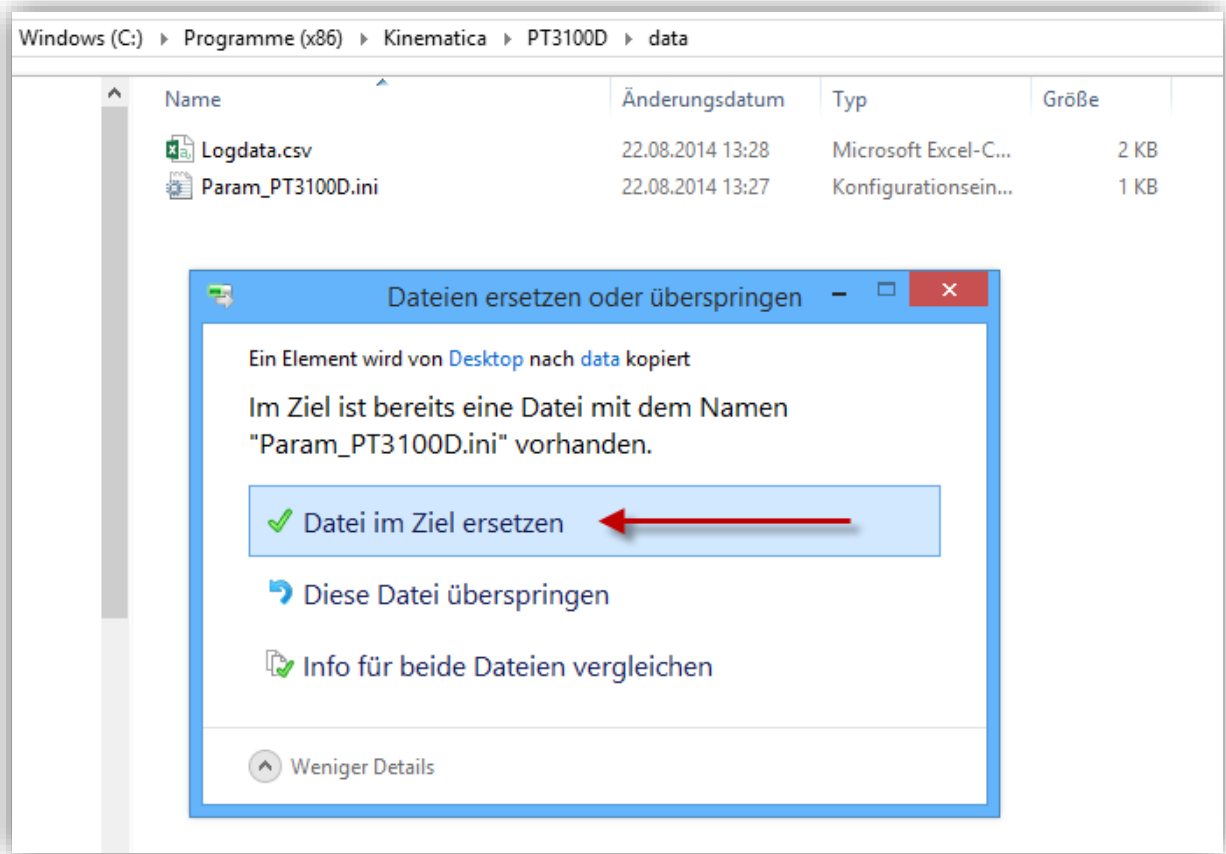 Windows (C:) ▸ Programme (x86) ▸ Kinematica ▸ PT3100D ▸ data
Name Änderungsdatum Typ Größe
Logdata.csv 22.08.2014 13:28 Microsoft Excel-C... 2 KB
Param_PT3100D.ini 22.08.2014 13:27 Konfigurationsein... 1 KB
Dateien ersetzen oder überspringen
Ein Element wird von Desktop nach data kopiert
Im Ziel ist bereits eine Datei mit dem Namen
"Param_PT3100D.ini" vorhanden.
Datei im Ziel ersetzen
Diese Datei überspringen
Info für beide Dateien vergleichen
Weniger Details